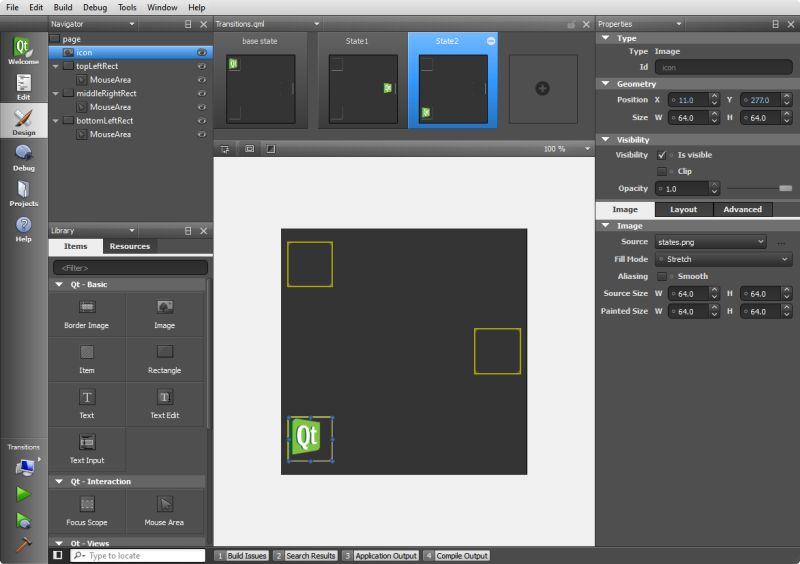 File Edit Build Debug Tools Window Help
Navigator
Transitions.qml
Properties
Qt
Welcome
Edit
Design
Debug
Projects
Help
page
icon
topLeftRect
MouseArea
middleRightRect
MouseArea
bottomLeftRect
MouseArea
base state
State1
State2
Qt
100 %
Type
Type Image
Id icon
Geometry
Position X 11.0 Y 277.0
Size W 64.0 H 64.0
Visibility
Visibility Is visible
Clip
Opacity 1.0
Image Layout Advanced
Image
Source states.png ...
Fill Mode Stretch
Aliasing Smooth
Source Size W 64.0 H 64.0
Painted Size W 64.0 H 64.0
Library
Items Resources
<Filter>
Qt - Basic
Border Image Image
Item Rectangle
T TI
Text Text Edit
Text Input
Qt - Interaction
Focus Scope Mouse Area
Qt - Views
Qt
Transitions
Type to locate
1 Build Issues 2 Search Results 3 Application Output 4 Compile Output